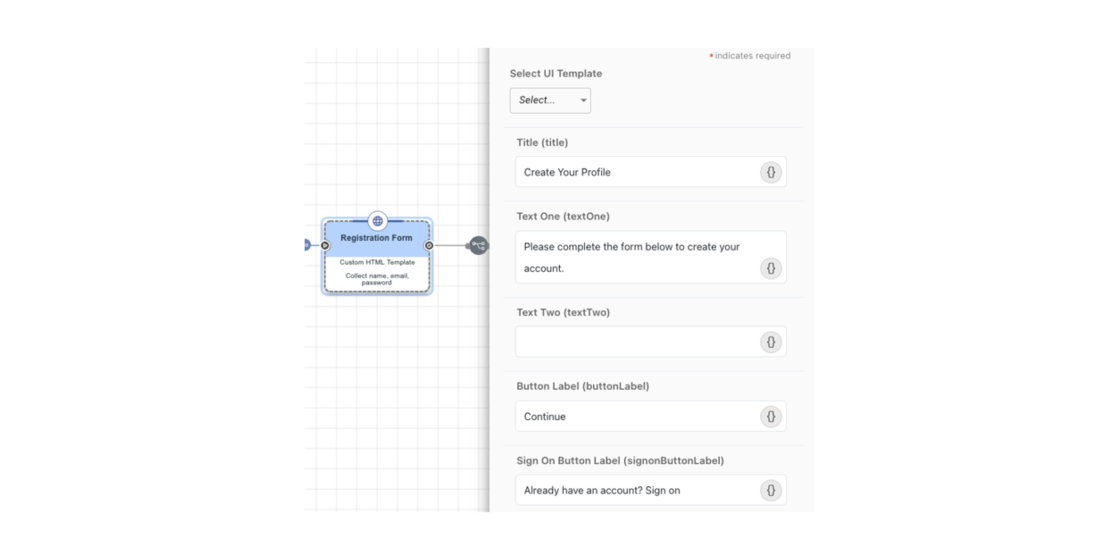 • indicates required
Select UI Template
Select...
Title (title)
Create Your Profile
{}
Text One (textOne)
Please complete the form below to create your
account.
{}
Text Two (textTwo)
{}
Button Label (buttonLabel)
Continue
{}
Sign On Button Label (signonButtonLabel)
Already have an account? Sign on
{}
Registration Form
Custom HTML Template
Collect name, email,
password